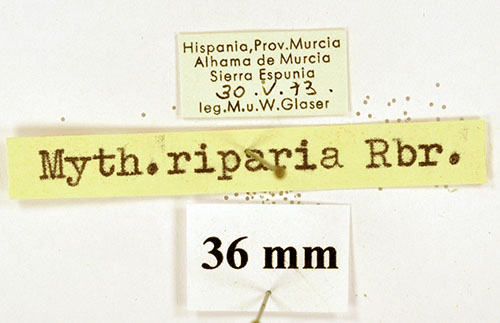 Hispania,Prov.Murcia
Alhama de Murcia
Sierra Espunia
30.V.73.
leg.M.u.W.Glaser
Myth.riparia Rbr.
36 mm